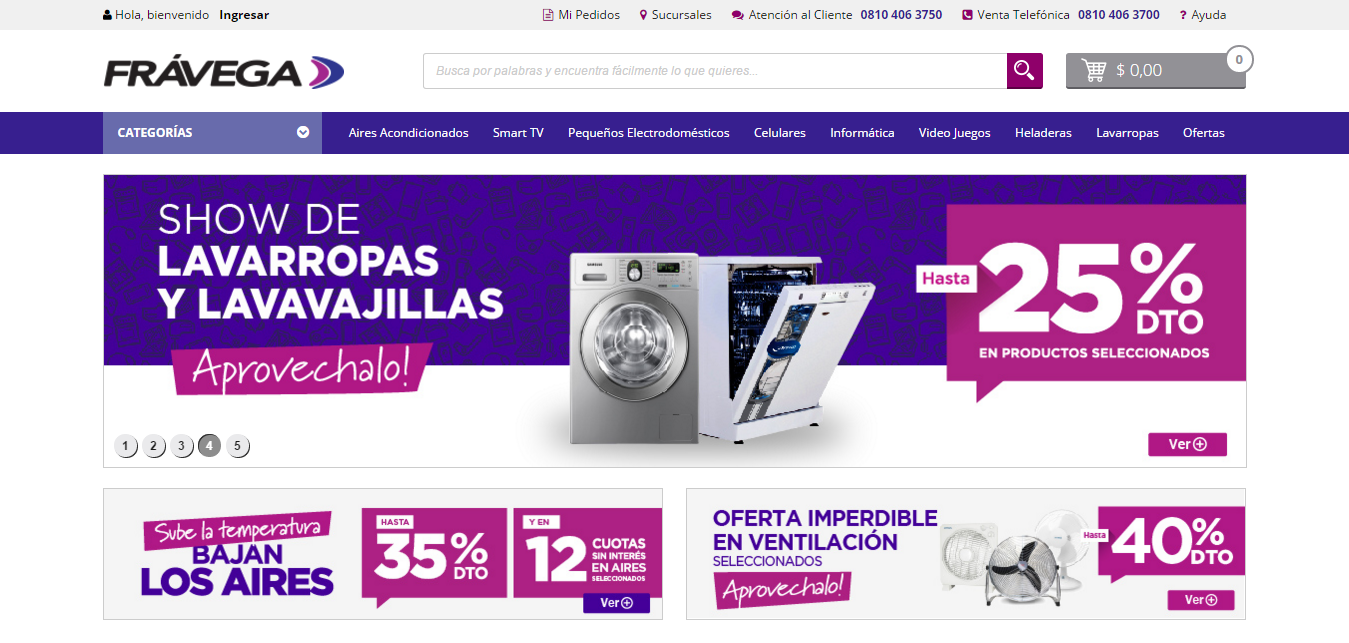 Hola, bienvenido Ingresar
Mi Pedidos
Sucursales
Atención al Cliente 0810 406 3750
Venta Telefónica 0810 406 3700
? Ayuda
FRÁVEGA
Busca por palabras y encuentra fácilmente lo que quieres...
$ 0,00
0
CATEGORÍAS
Aires Acondicionados
Smart TV
Pequeños Electrodomésticos
Celulares
Informática
Video Juegos
Heladeras
Lavarropas
Ofertas
SHOW DE
LAVARROPAS
Y LAVAVAJILLAS
Aprovechalo!
SAMSUNG
Hasta
25%
DTO
EN PRODUCTOS SELECCIONADOS
1 2 3 4 5
Ver
Sube la temperatura
BAJAN
LOS AIRES
HASTA
35%
DTO
Y EN
12
CUOTAS
SIN INTERÉS
EN AIRES
SELECCIONADOS
Ver
OFERTA IMPERDIBLE
EN VENTILACIÓN
SELECCIONADOS
Aprovechalo!
Hasta
40%
DTO
Ver